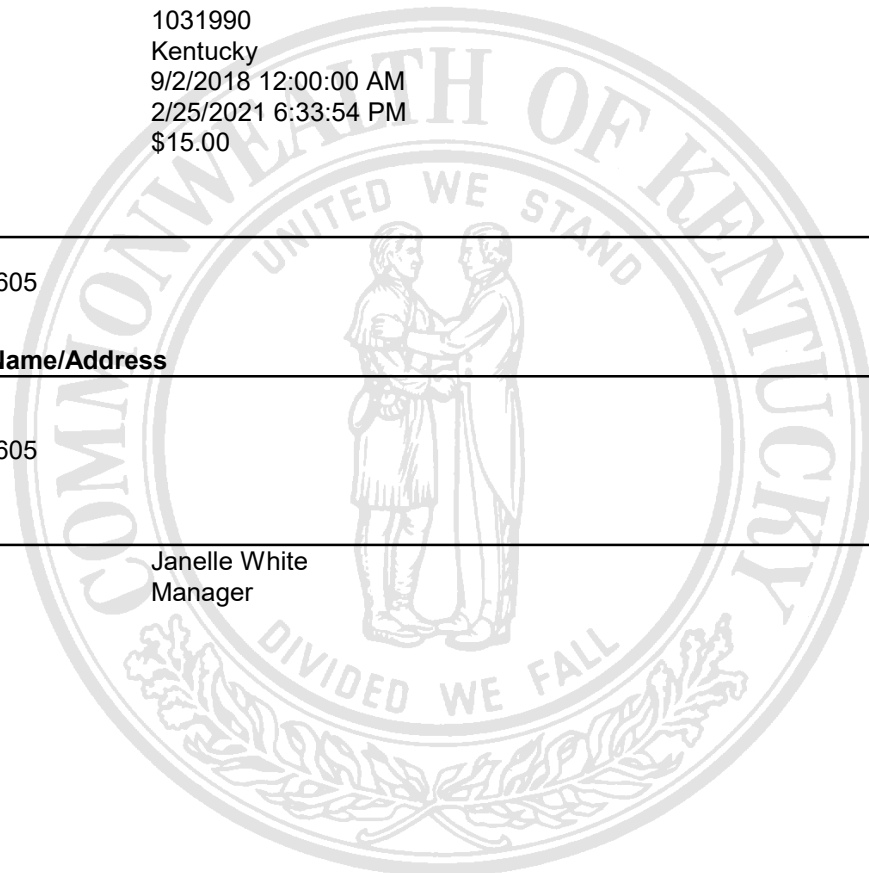 1031990
Kentucky
9/2/2018 12:00:00 AM
2/25/2021 6:33:54 PM
$15.00
605
Name/Address
605
Janelle White
Manager
COMMONWEALTH OF KENTUCKY
UNITED WE STAND
DIVIDED WE FALL